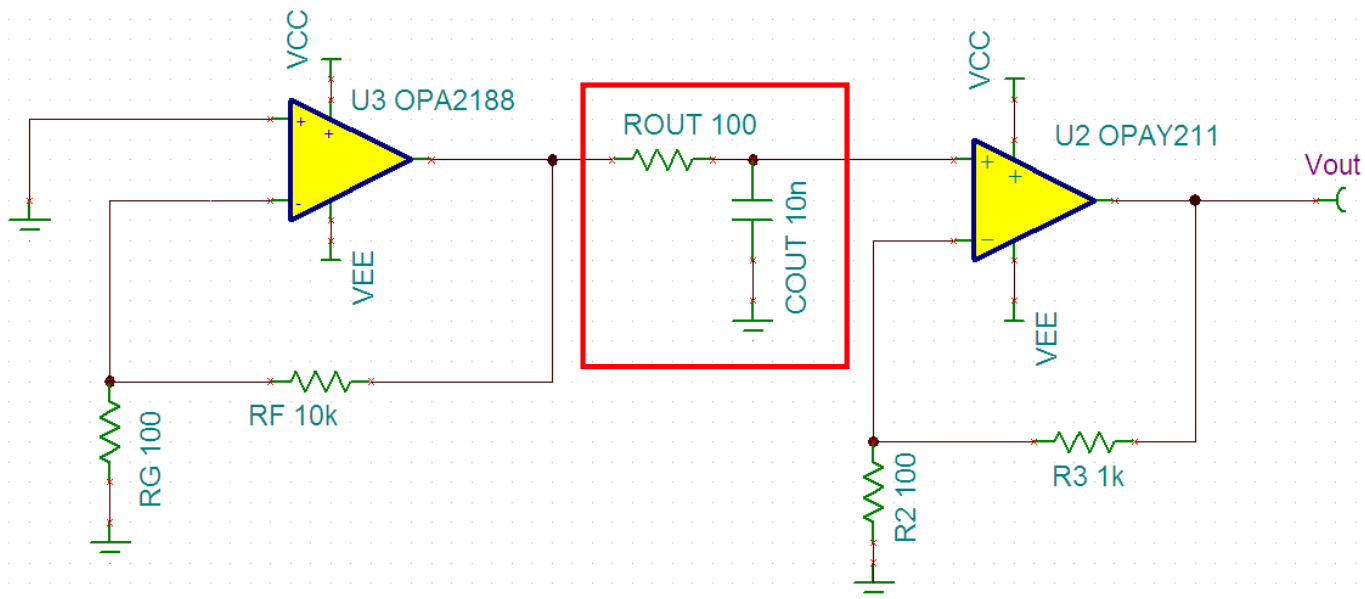 VCC
U3 OPA2188
+
+
-
VEE
RF 10k
RG 100
ROUT 100
COUT 10n
VCC
U2 OPAY211
+
+
−
VEE
Vout
R3 1k
R2 100